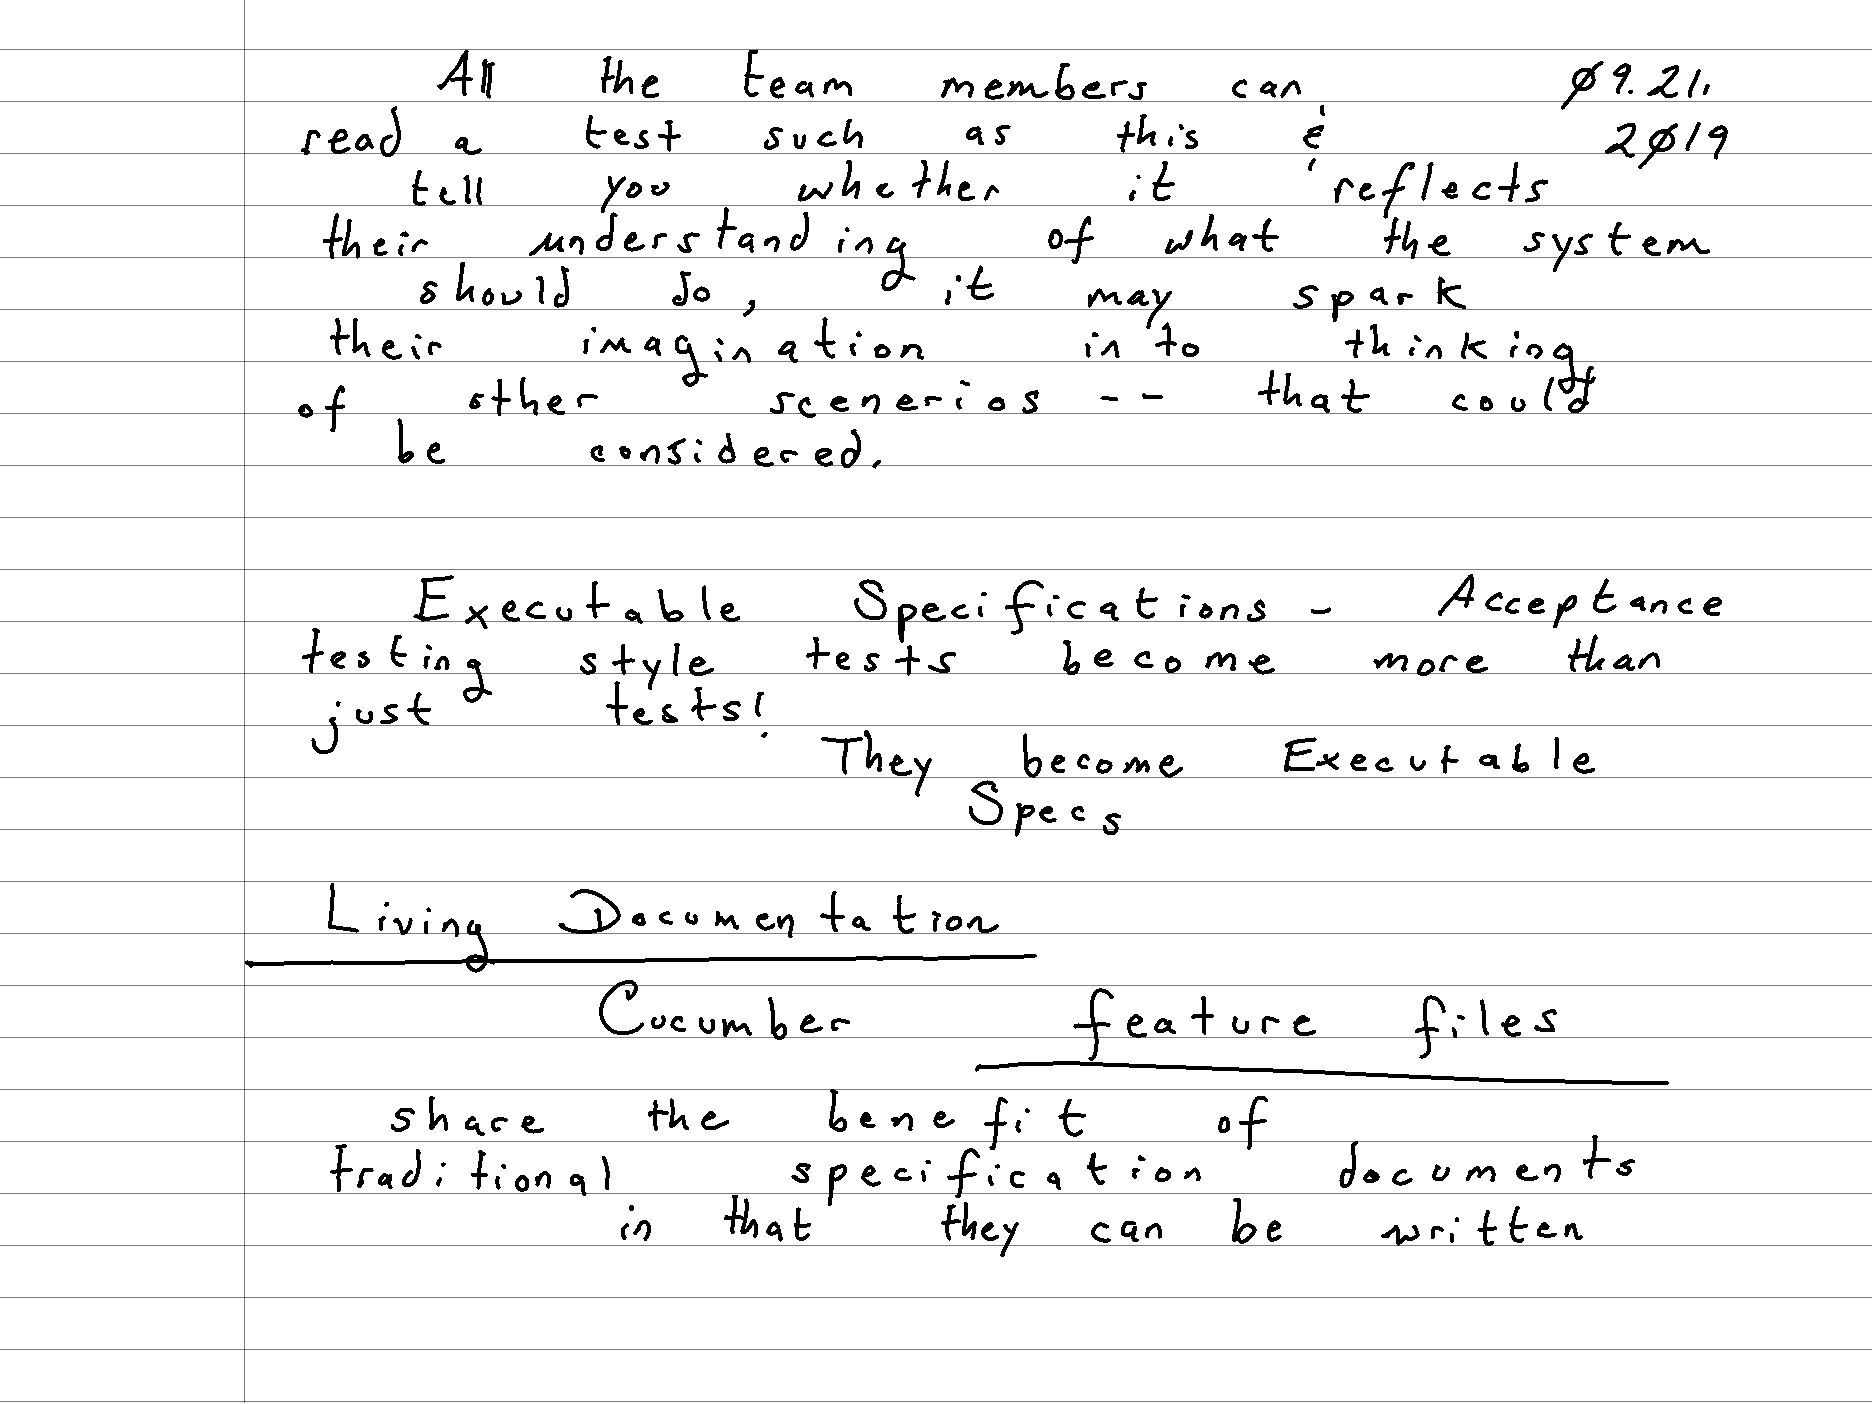 All the team members can Ø9.21.
read a test such as this & 2Ø19
tell you whether it reflects
their understanding of what the system
should do, it may spark
their imagination in to thinking
of other scenerios -- that could
be considered.
Executable Specifications - Acceptance
testing style tests become more than
just tests!
They become Executable
Specs
Living Documentation
Cucumber feature files
share the benefit of
traditional specification documents
in that they can be written